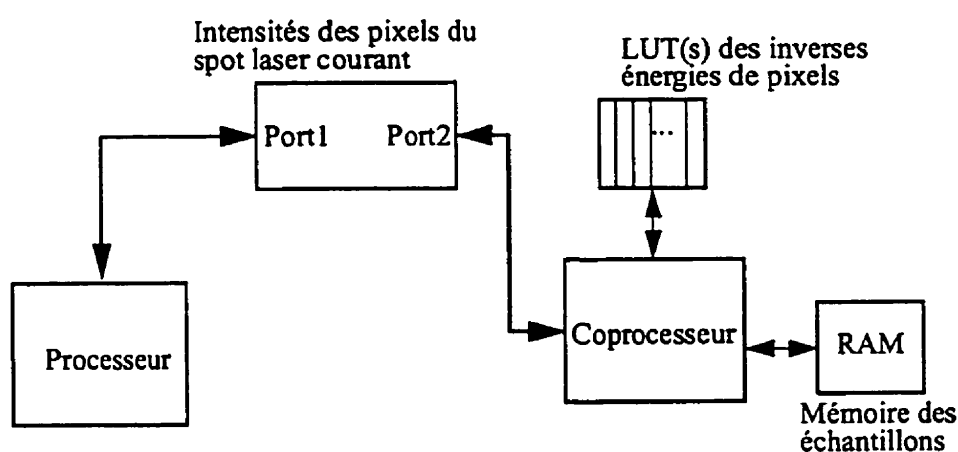 Intensités des pixels du
spot laser courant
LUT(s) des inverses
énergies de pixels
...
Port1
Port2
Processeur
Coprocesseur
RAM
Mémoire des
échantillons